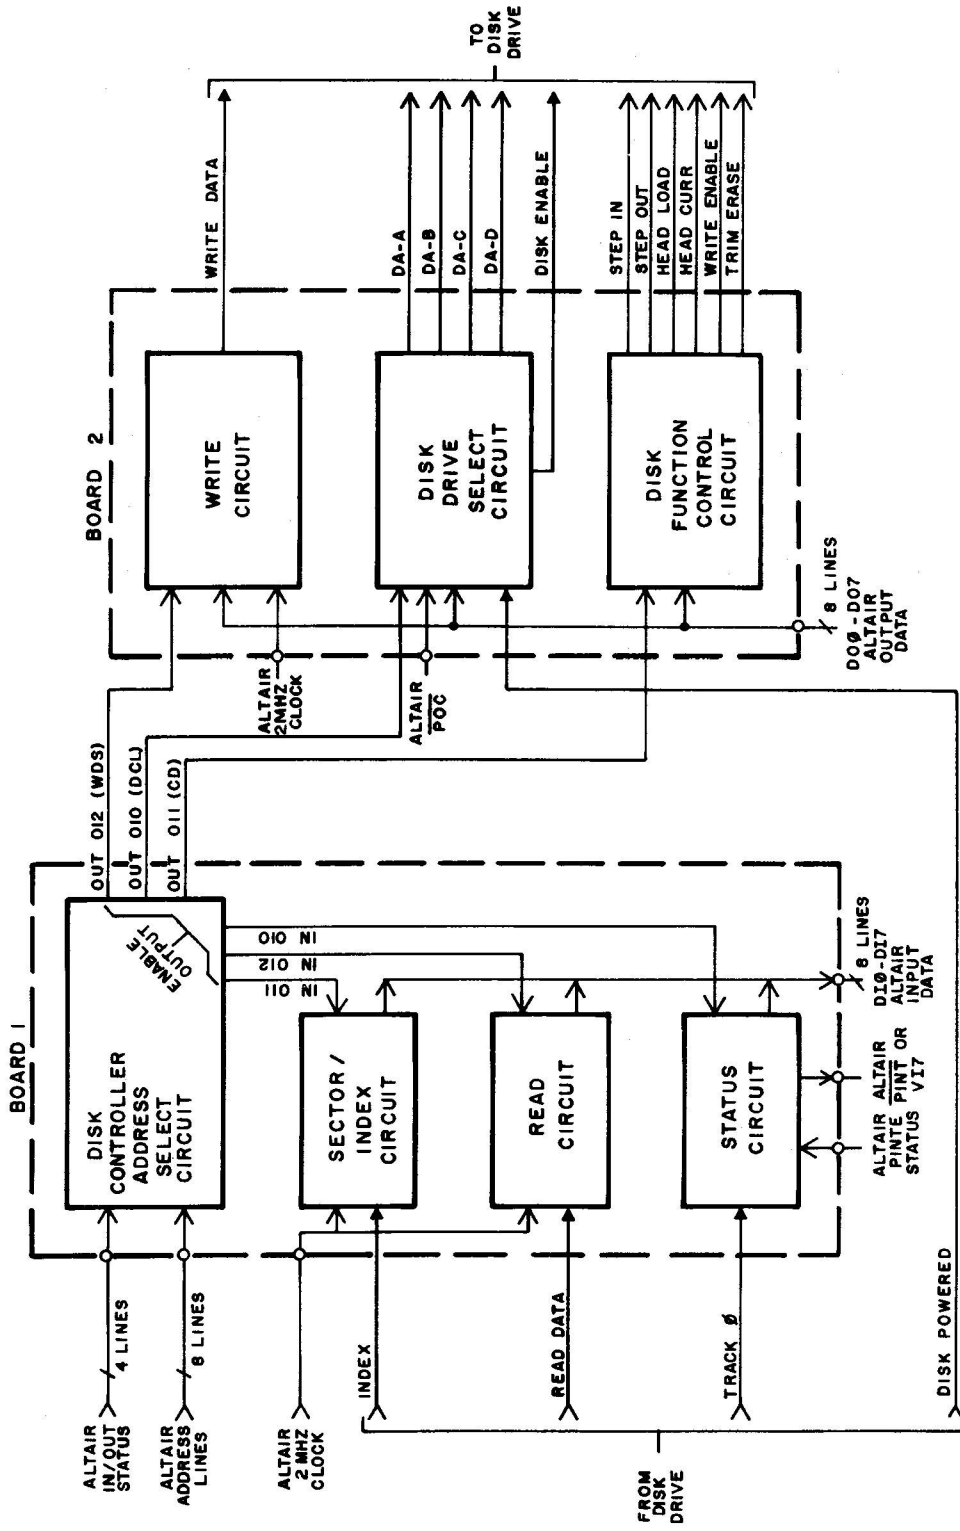 BOARD 1
ALTAIR
IN/OUT
STATUS
4 LINES
ALTAIR
ADDRESS
LINES
8 LINES
DISK
CONTROLLER
ADDRESS
SELECT
CIRCUIT
ENABLE
OUTPUT
OUT 012 (WDS)
OUT 010 (DCL)
OUT 011 (CD)
IN 010
IN 012
IN 011
ALTAIR
2 MHZ
CLOCK
SECTOR/
INDEX
CIRCUIT
READ
CIRCUIT
STATUS
CIRCUIT
FROM
DISK
DRIVE
INDEX
READ DATA
TRACK Ø
DISK POWERED
ALTAIR
PINTE
STATUS
ALTAIR
PINT OR
VI7
8 LINES
DIØ-DI7
ALTAIR
INPUT
DATA
BOARD 2
ALTAIR
2MHZ
CLOCK
ALTAIR
POC
WRITE
CIRCUIT
DISK
DRIVE
SELECT
CIRCUIT
DISK
FUNCTION
CONTROL
CIRCUIT
8 LINES
DOØ-DO7
ALTAIR
OUTPUT
DATA
WRITE DATA
DA-A
DA-B
DA-C
DA-D
DISK ENABLE
STEP IN
STEP OUT
HEAD LOAD
HEAD CURR
WRITE ENABLE
TRIM ERASE
TO
DISK
DRIVE